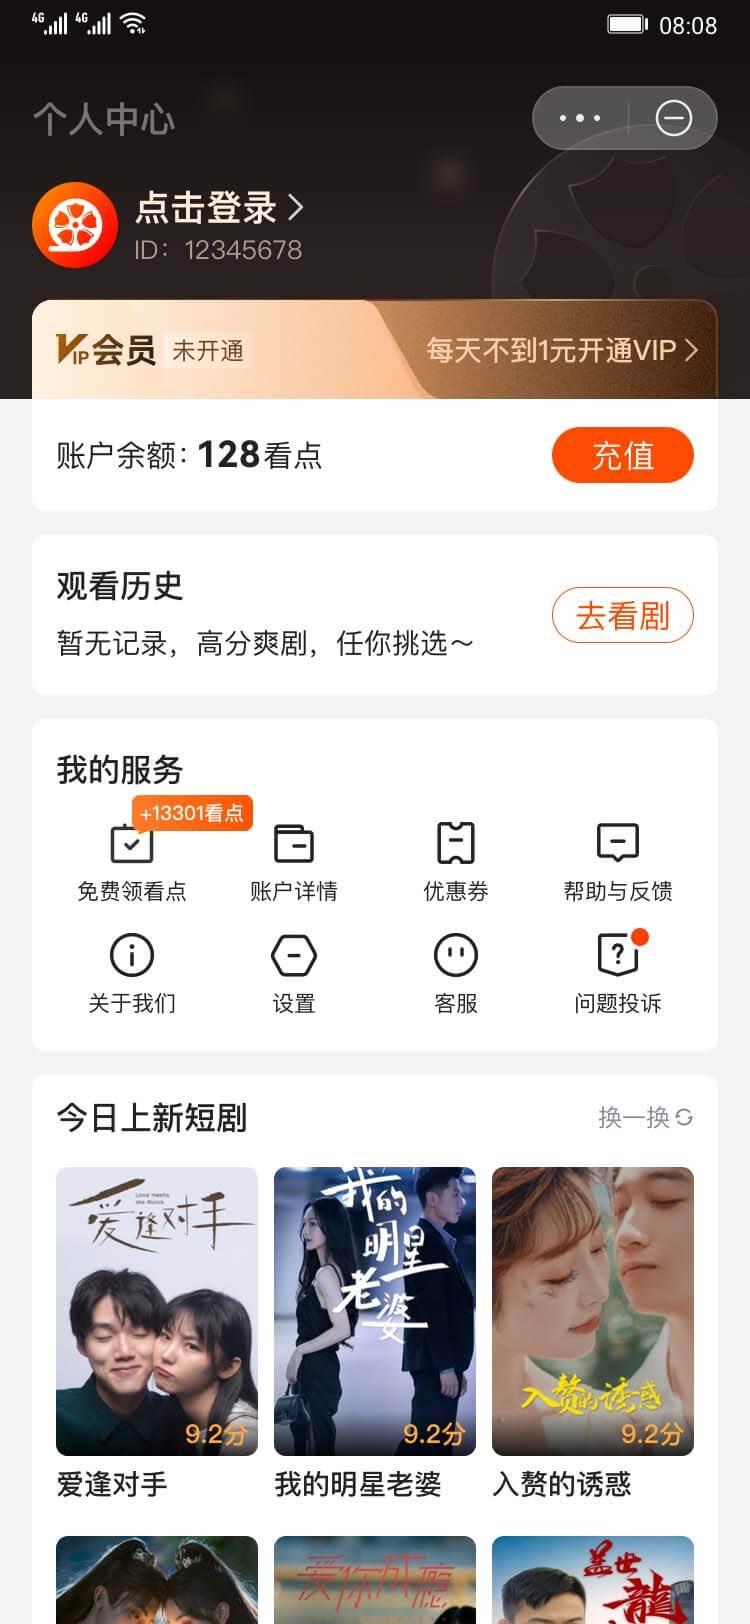 4G 4G 08:08
个人中心
点击登录
ID：12345678
VIP会员 未开通 每天不到1元开通VIP
账户余额：128看点 充值
观看历史
暂无记录，高分爽剧，任你挑选～ 去看剧
我的服务
+13301看点
免费领看点 账户详情 优惠券 帮助与反馈
关于我们 设置 客服 问题投诉
今日上新短剧 换一换
Love meets
the Match
爱逢对手
我的
明星
老婆
入赘的诱惑
9.2分 9.2分 9.2分
爱逢对手 我的明星老婆 入赘的诱惑
爱你成瘾
盖世
龍